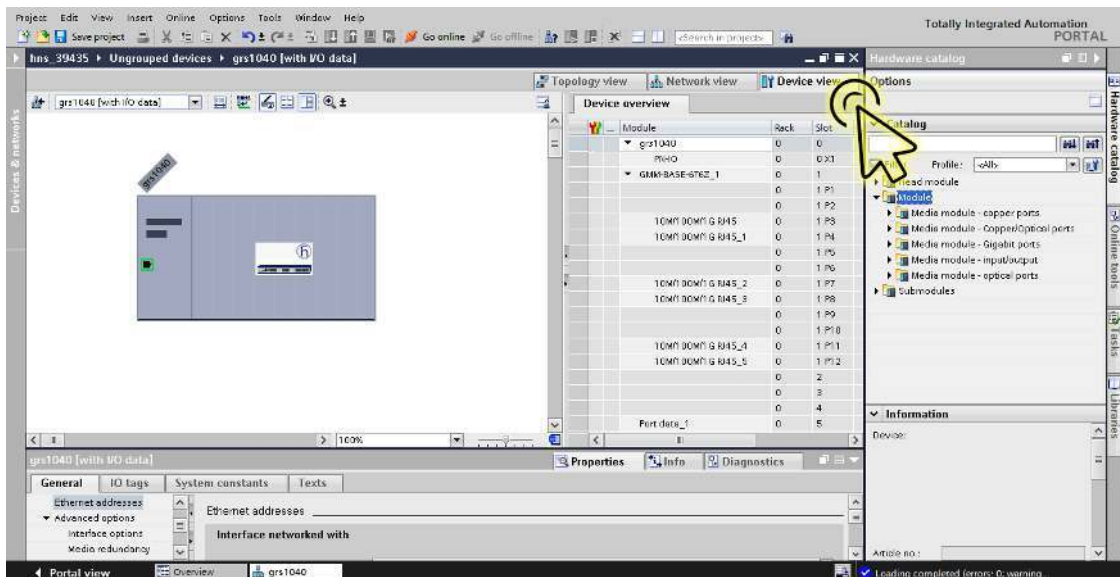 Project Edit View Insert Online Options Tools Window Help
Totally Integrated Automation
PORTAL
Save project
Go online
Go offline
<Search in project>
hns_39435 ▸ Ungrouped devices ▸ grs1040 [with I/O data]
Hardware catalog
Topology view
Network view
Device view
Options
grs1040 [with I/O data]
Device overview
Module Rack Slot
grs1040 0 0
PN-IO 0 0 X1
GMM-BASE-6T6Z_1 0 1
0 1 P1
0 1 P2
10M/100M/1G RJ45 0 1 P3
10M/100M/1G RJ45_1 0 1 P4
0 1 P5
0 1 P6
10M/100M/1G RJ45_2 0 1 P7
10M/100M/1G RJ45_3 0 1 P8
0 1 P9
0 1 P10
10M/100M/1G RJ45_4 0 1 P11
10M/100M/1G RJ45_5 0 1 P12
0 2
0 3
0 4
Port data_1 0 5
grs1040
100%
Catalog
Profile: <All>
Head module
Module
Media module - copper ports
Media module - Copper/Optical ports
Media module - Gigabit ports
Media module - input/output
Media module - optical ports
Submodules
Information
Device:
Article no.:
Devices & networks
Hardware catalog
Online tools
Tasks
Libraries
grs1040 [with I/O data]
Properties
Info
Diagnostics
General IO tags System constants Texts
Ethernet addresses
Advanced options
Interface options
Media redundancy
Ethernet addresses
Interface networked with
Portal view
Overview
grs1040
Loading completed (errors: 0; warning